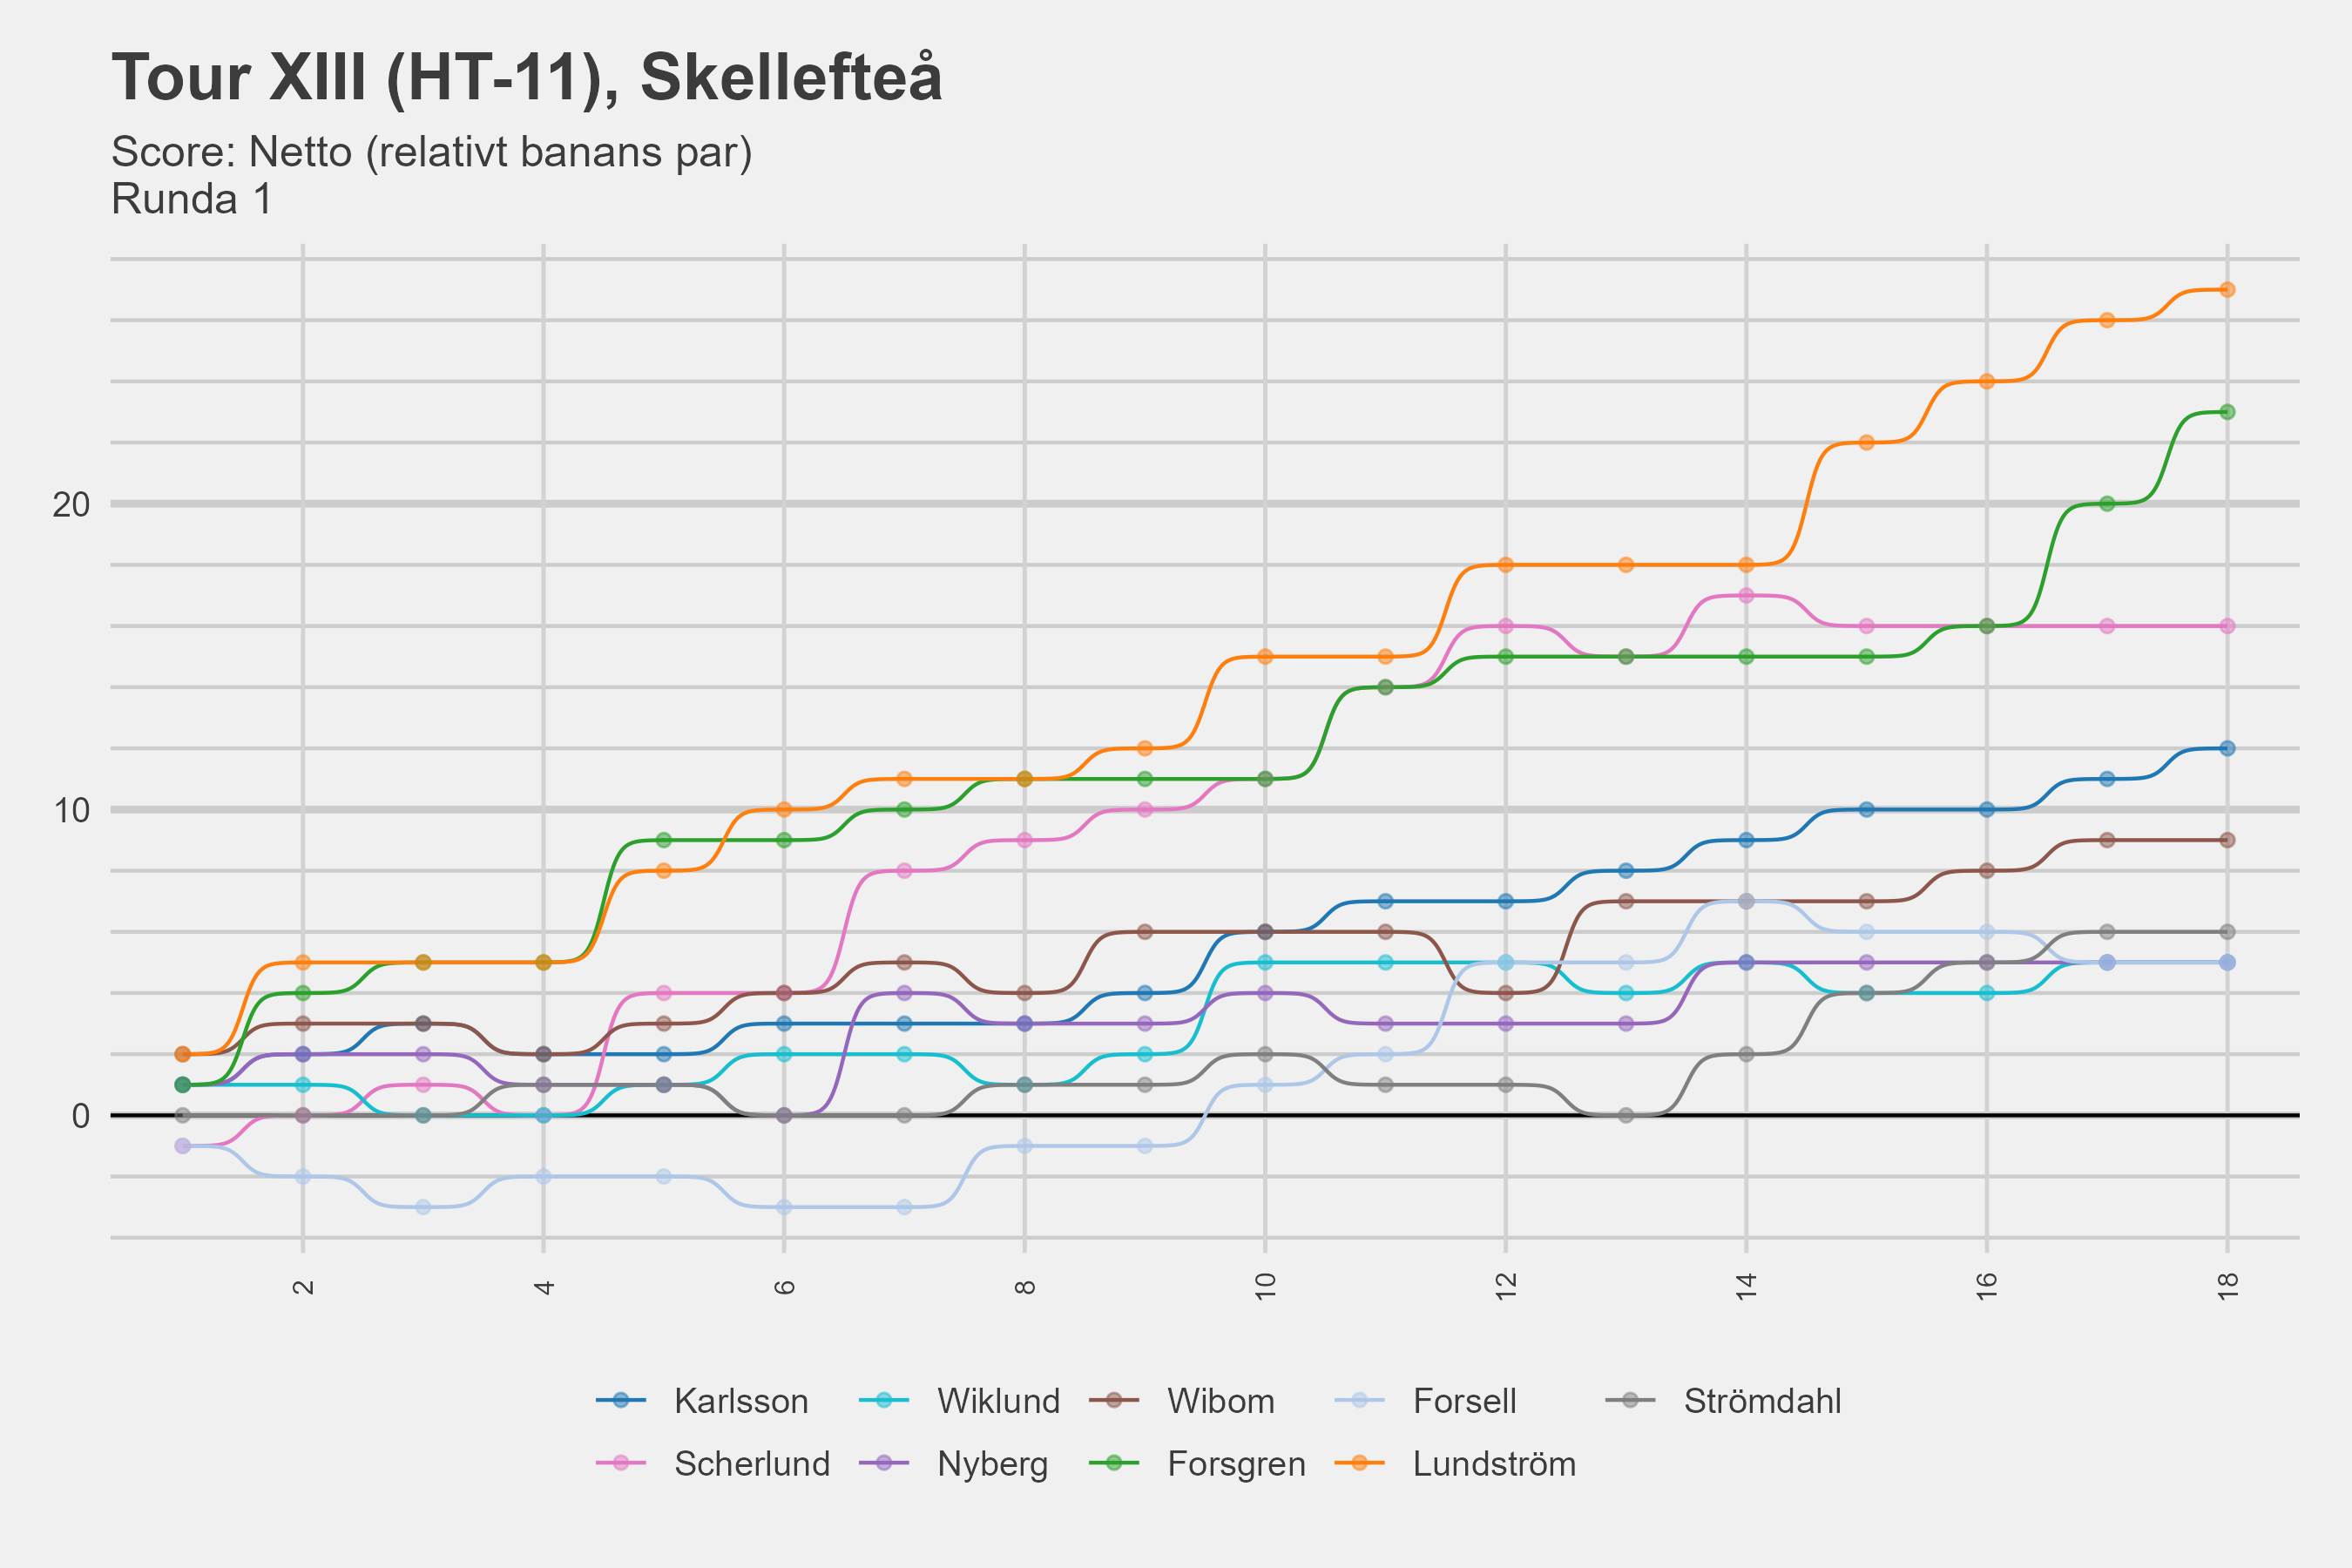 Tour XIII (HT-11), Skellefteå
Score: Netto (relativt banans par)
Runda 1
20
10
0
2 4 6 8 10 12 14 16 18
Karlsson Wiklund Wibom Forsell Strömdahl
Scherlund Nyberg Forsgren Lundström